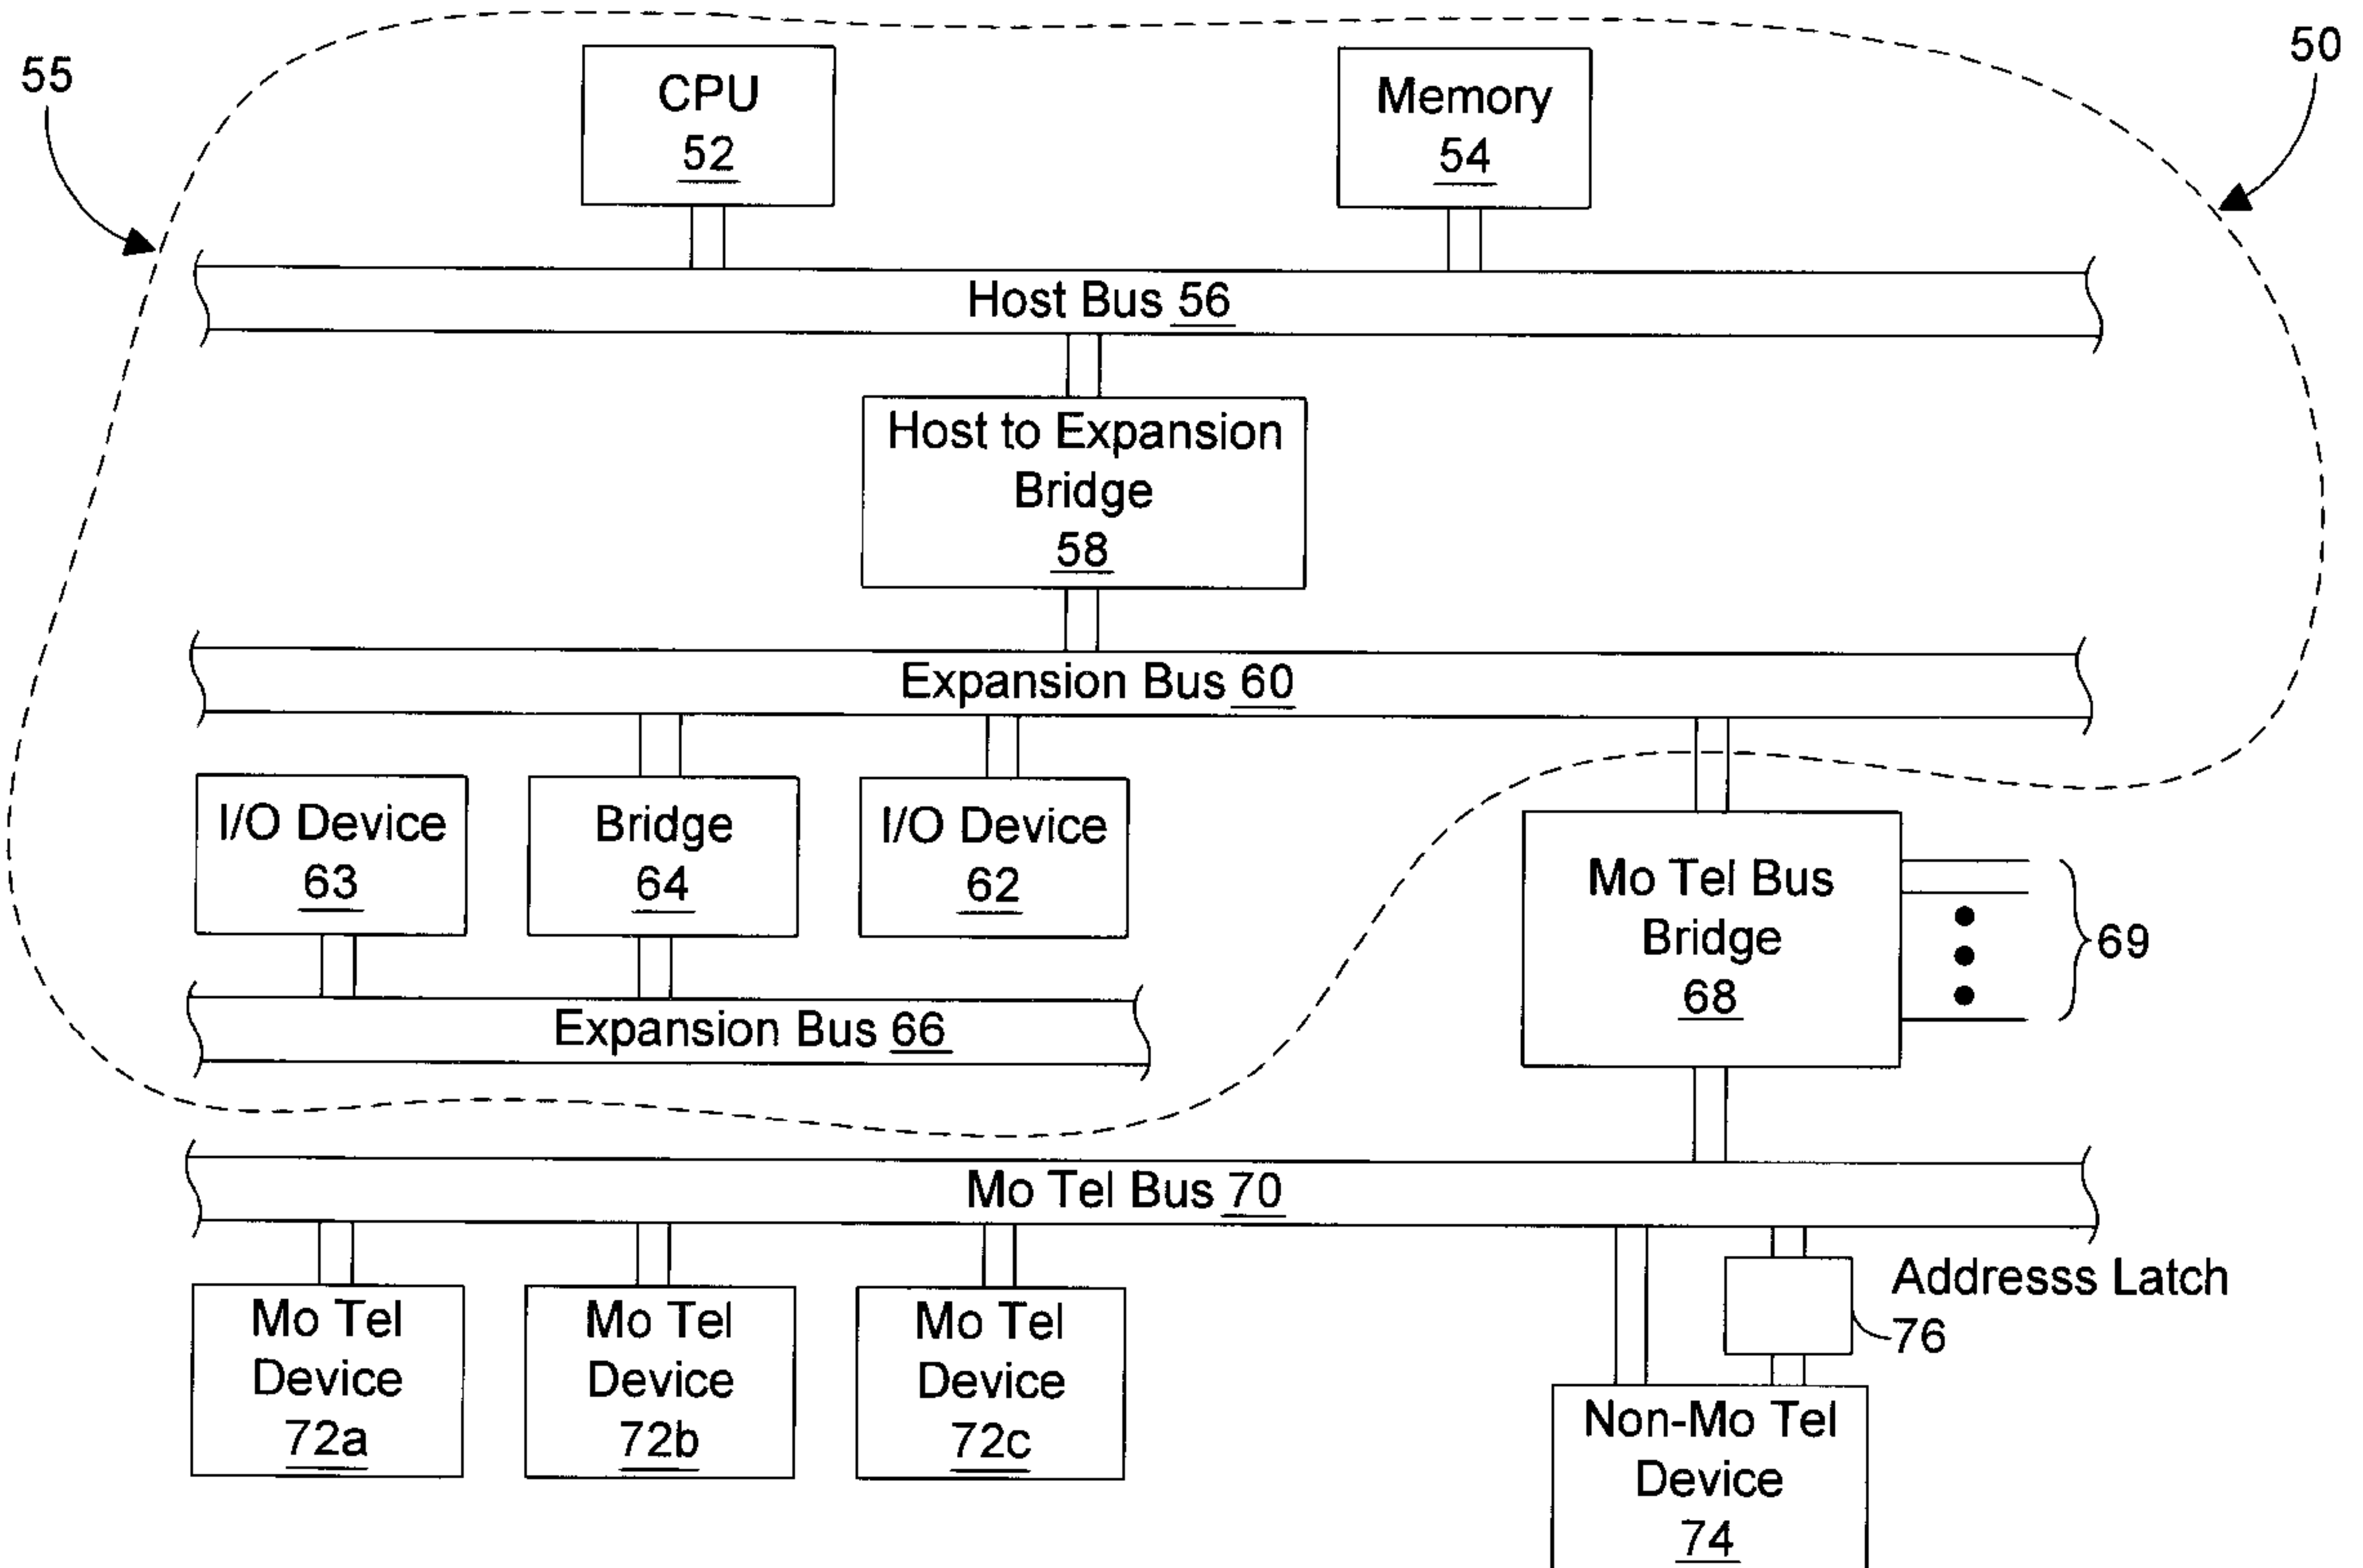 55
50
CPU
52
Memory
54
Host Bus 56
Host to Expansion
Bridge
58
Expansion Bus 60
I/O Device
63
Bridge
64
I/O Device
62
Mo Tel Bus
Bridge
68
69
Expansion Bus 66
Mo Tel Bus 70
Mo Tel
Device
72a
Mo Tel
Device
72b
Mo Tel
Device
72c
Addresss Latch
76
Non-Mo Tel
Device
74